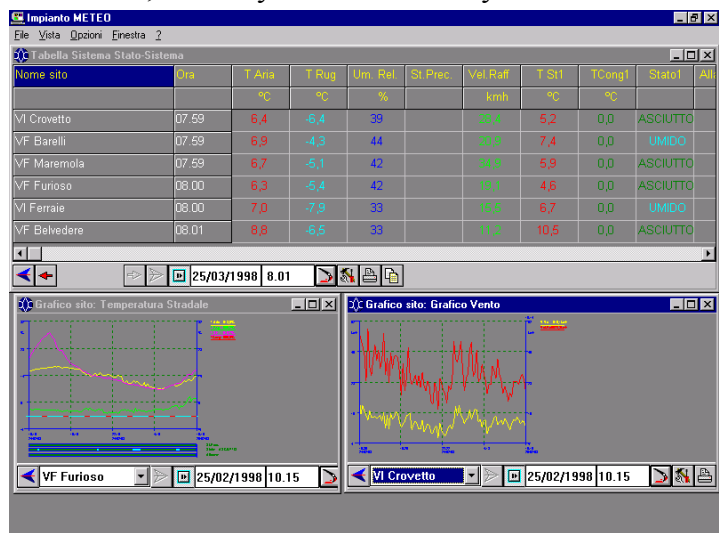 Impianto METEO
File Vista Opzioni Finestra ?
Tabella Sistema Stato-Sistema
Nome sito Ora T Aria T Rug Um. Rel. St.Prec. Vel.Raff T St1 TCong1 Stato1 Alla
°C °C % kmh °C °C
VI Crovetto 07.59 6,4 -6,4 39 5,2 0,0 ASCIUTTO
VF Barelli 07.59 6,9 -4,3 44 7,4 0,0 UMIDO
VF Maremola 07.59 6,7 -5,1 42 34,9 5,9 0,0 ASCIUTTO
VF Furioso 08.00 6,3 -5,4 42 4,6 0,0 ASCIUTTO
VI Ferraie 08.00 7,0 -7,9 33 6,7 0,0 UMIDO
VF Belvedere 08.01 8,8 -6,5 33 11,2 10,5 0,0 ASCIUTTO
25/03/1998 8.01
Grafico sito: Temperatura Stradale
Grafico sito: Grafico Vento
VF Furioso 25/02/1998 10.15
VI Crovetto 25/02/1998 10.15